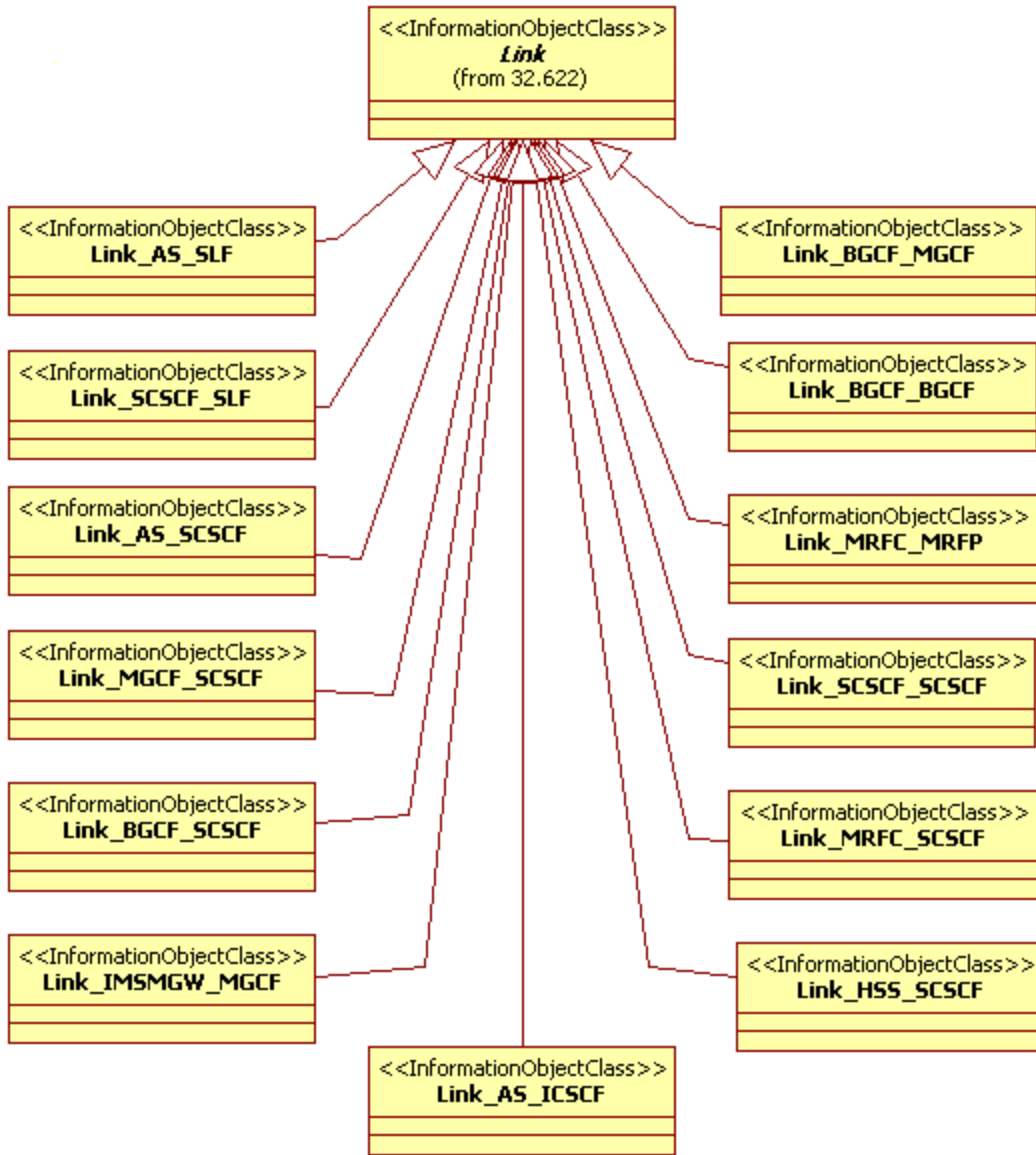 <<InformationObjectClass>>
Link
(from 32.622)
<<InformationObjectClass>>
Link_AS_SLF
<<InformationObjectClass>>
Link_BGCF_MGCF
<<InformationObjectClass>>
Link_SCSCF_SLF
<<InformationObjectClass>>
Link_BGCF_BGCF
<<InformationObjectClass>>
Link_AS_SCSCF
<<InformationObjectClass>>
Link_MRFC_MRFP
<<InformationObjectClass>>
Link_MGCF_SCSCF
<<InformationObjectClass>>
Link_SCSCF_SCSCF
<<InformationObjectClass>>
Link_BGCF_SCSCF
<<InformationObjectClass>>
Link_MRFC_SCSCF
<<InformationObjectClass>>
Link_IMSMGW_MGCF
<<InformationObjectClass>>
Link_HSS_SCSCF
<<InformationObjectClass>>
Link_AS_ICSCF